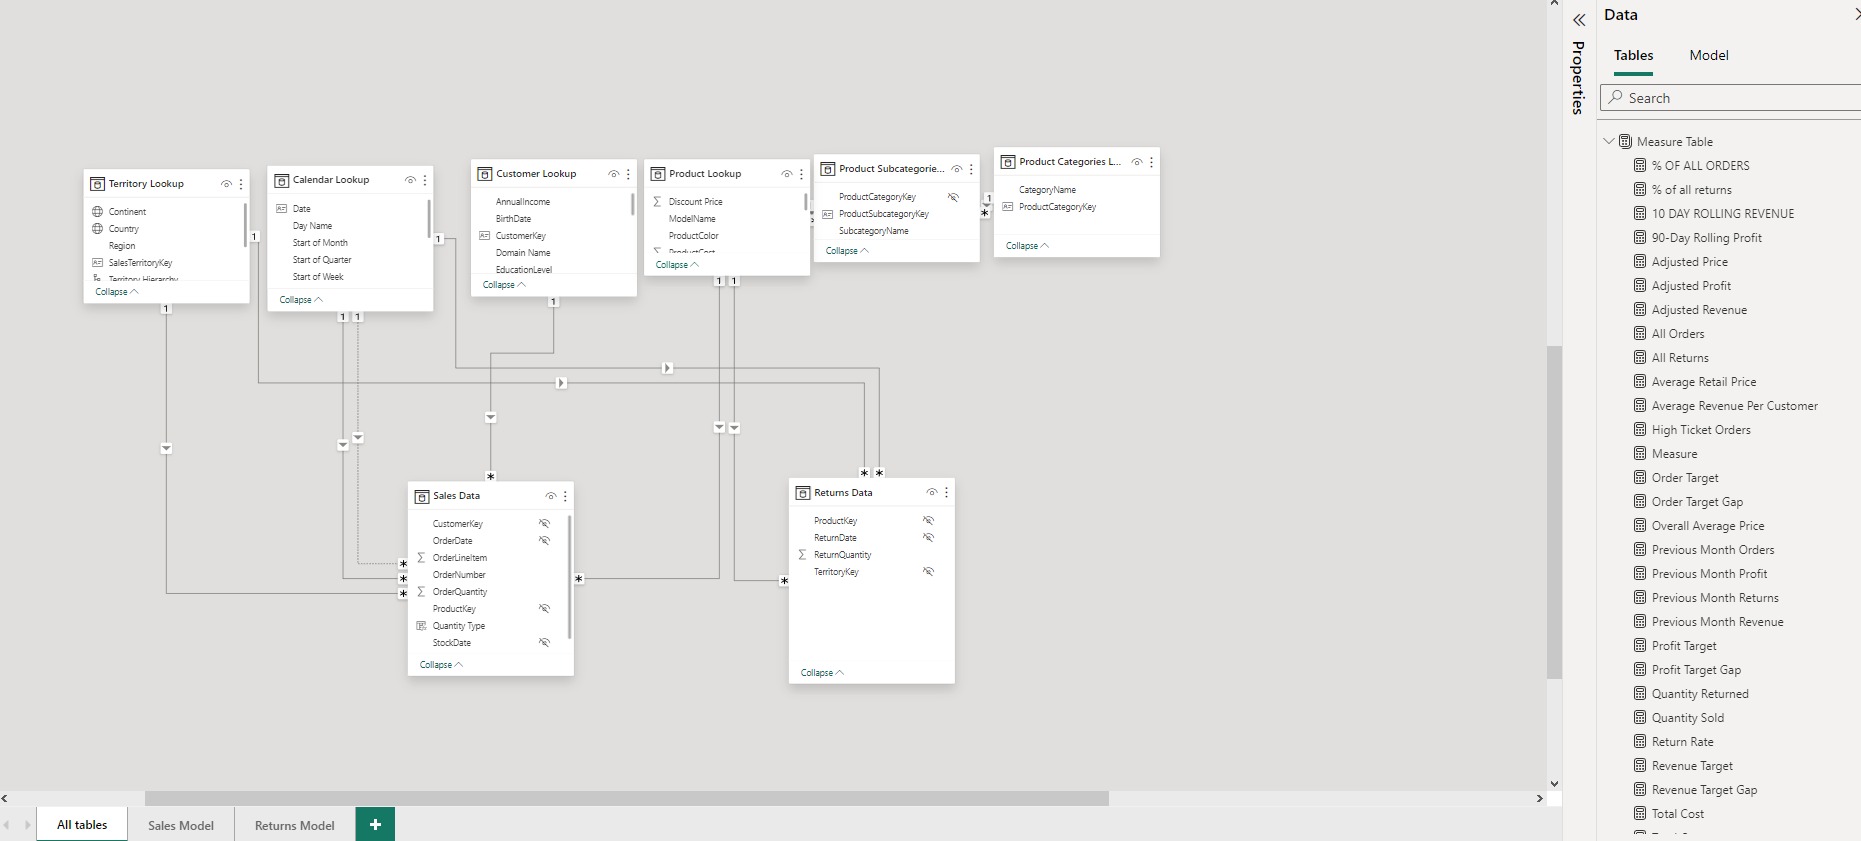 Territory Lookup
Continent
Country
Region
SalesTerritoryKey
Territory Hierarchy
Collapse
Calendar Lookup
Date
Day Name
Start of Month
Start of Quarter
Start of Week
Collapse
Customer Lookup
AnnualIncome
BirthDate
CustomerKey
Domain Name
EducationLevel
Collapse
Product Lookup
Discount Price
ModelName
ProductColor
ProductCost
Collapse
Product Subcategorie...
ProductCategoryKey
ProductSubcategoryKey
SubcategoryName
Collapse
Product Categories L...
CategoryName
ProductCategoryKey
Collapse
1
1
1
*
1
1
1
1
1
1
*
*
*
Sales Data
CustomerKey
OrderDate
OrderLineItem
OrderNumber
OrderQuantity
ProductKey
Quantity Type
StockDate
Collapse
*
*
*
*
*
Returns Data
ProductKey
ReturnDate
ReturnQuantity
TerritoryKey
Collapse
All tables
Sales Model
Returns Model
+
Properties
Data
Tables
Model
Search
Measure Table
% OF ALL ORDERS
% of all returns
10 DAY ROLLING REVENUE
90-Day Rolling Profit
Adjusted Price
Adjusted Profit
Adjusted Revenue
All Orders
All Returns
Average Retail Price
Average Revenue Per Customer
High Ticket Orders
Measure
Order Target
Order Target Gap
Overall Average Price
Previous Month Orders
Previous Month Profit
Previous Month Returns
Previous Month Revenue
Profit Target
Profit Target Gap
Quantity Returned
Quantity Sold
Return Rate
Revenue Target
Revenue Target Gap
Total Cost